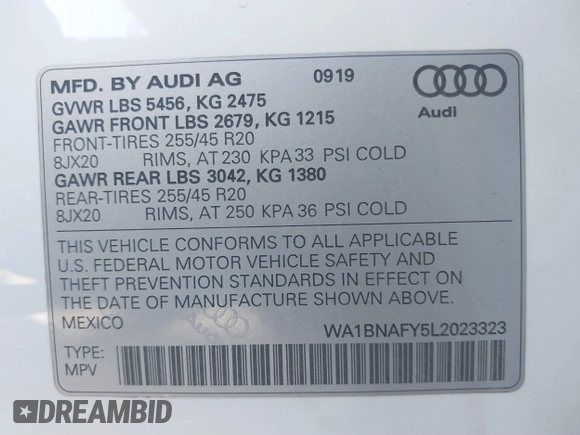 MFD. BY AUDI AG 0919
GVWR LBS 5456, KG 2475
GAWR FRONT LBS 2679, KG 1215
Audi
FRONT-TIRES 255/45 R20
8JX20 RIMS, AT 230 KPA 33 PSI COLD
GAWR REAR LBS 3042, KG 1380
REAR-TIRES 255/45 R20
8JX20 RIMS, AT 250 KPA 36 PSI COLD
THIS VEHICLE CONFORMS TO ALL APPLICABLE
U.S. FEDERAL MOTOR VEHICLE SAFETY AND
THEFT PREVENTION STANDARDS IN EFFECT ON
THE DATE OF MANUFACTURE SHOWN ABOVE.
MEXICO Audi WA1BNAFY5L2023323
TYPE:
MPV
DREAMBID